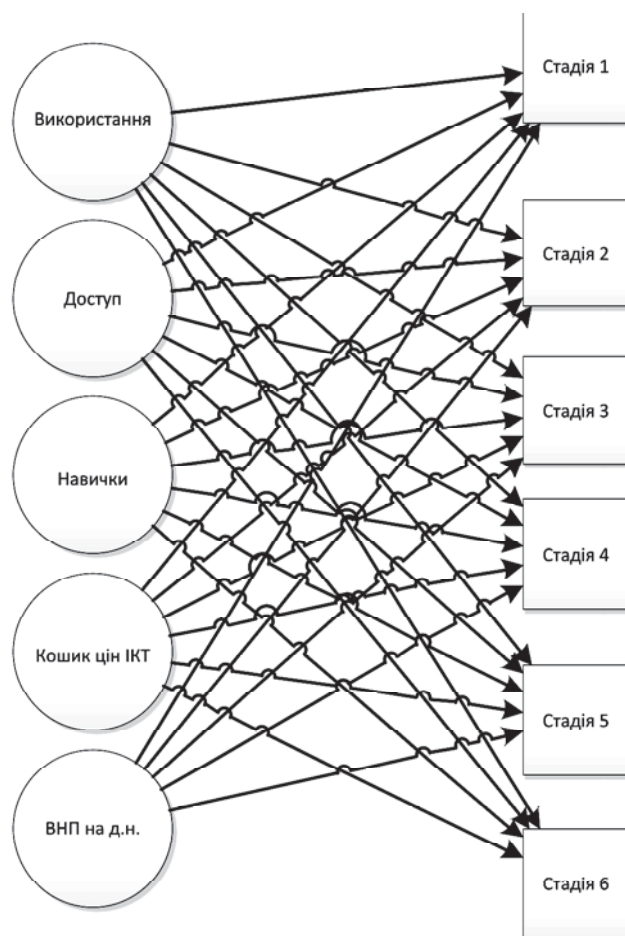 Використання
Доступ
Навички
Кошик цін ІКТ
ВНП на д.н.
Стадія 1
Стадія 2
Стадія 3
Стадія 4
Стадія 5
Стадія 6